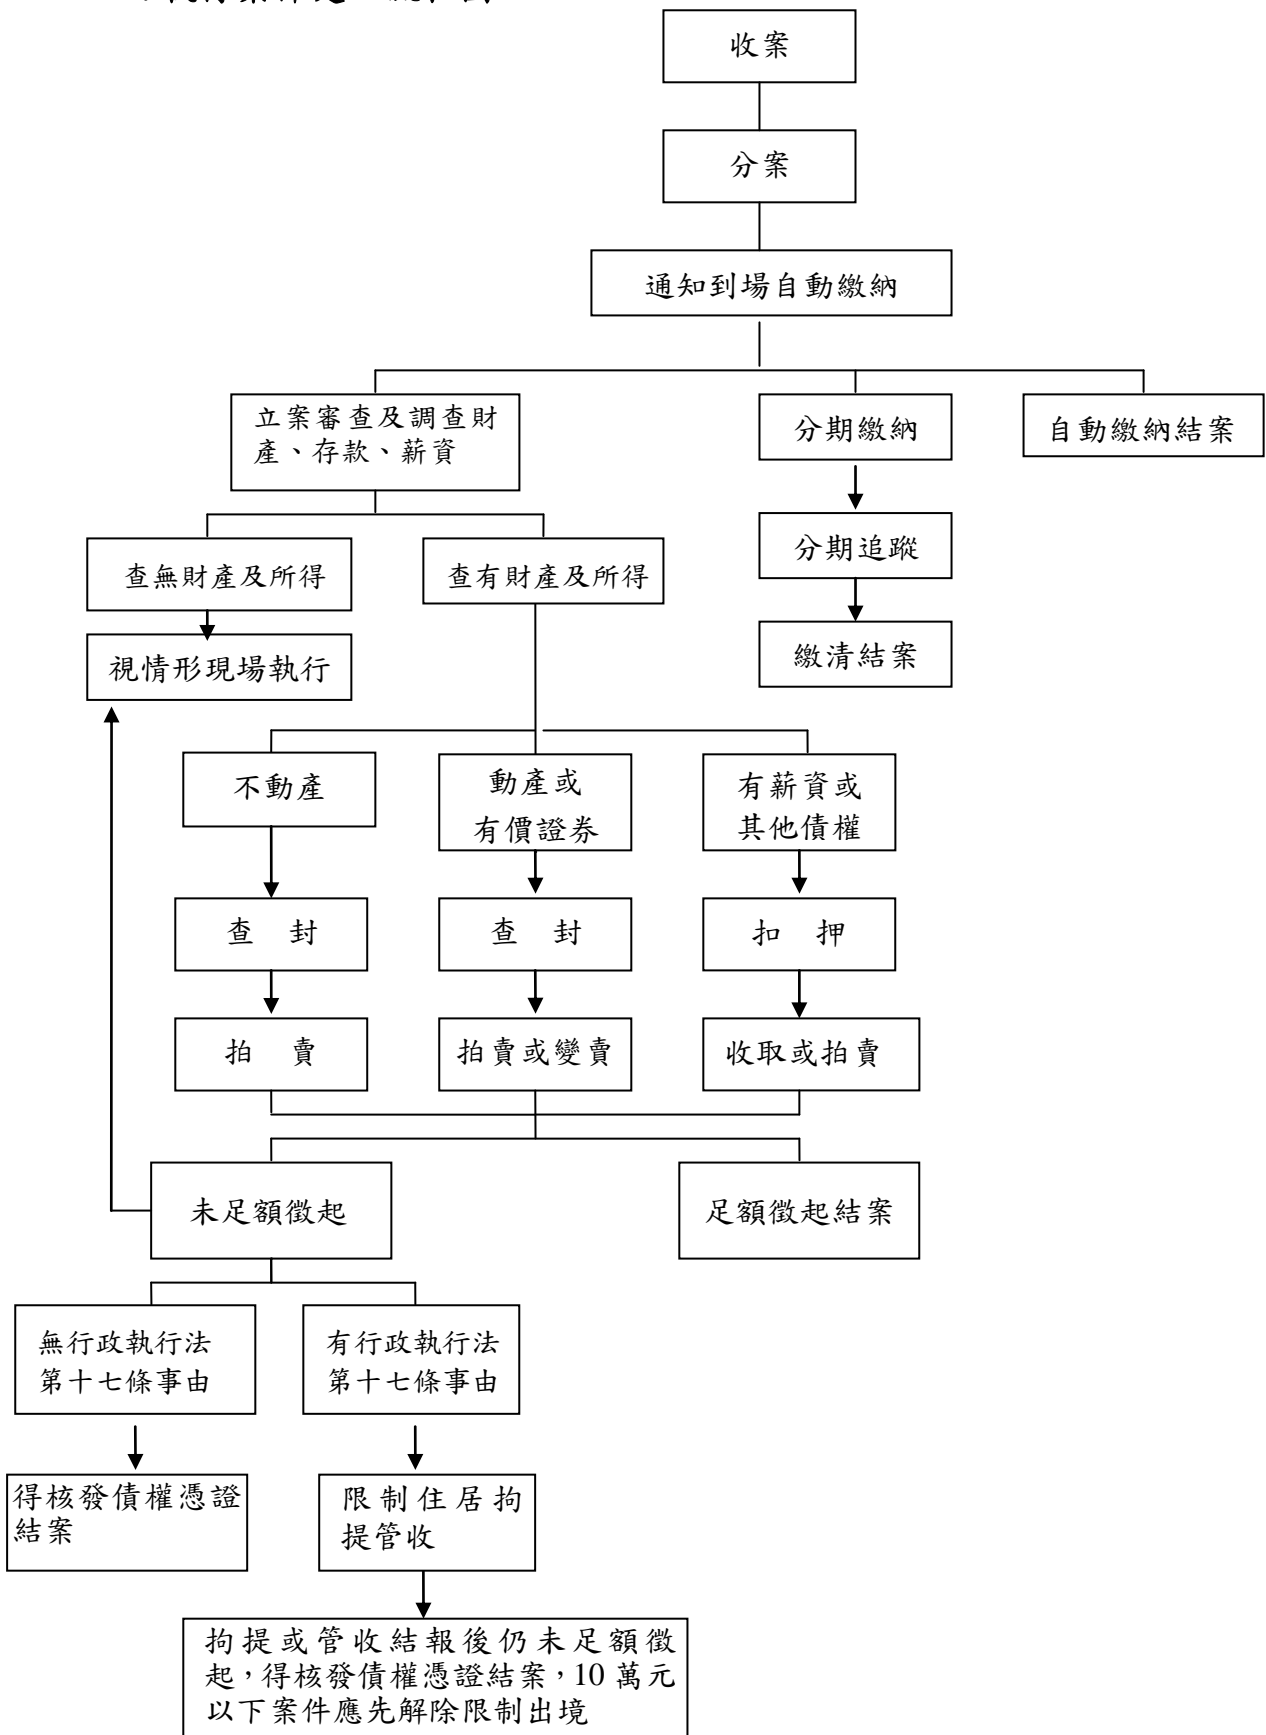 收案
分案
通知到場自動繳納
立案審查及調查財
產、存款、薪資
分期繳納
自動繳納結案
分期追蹤
查無財產及所得
查有財產及所得
繳清結案
視情形現場執行
不動產
動產或
有價證券
有薪資或
其他債權
查 封
查 封
扣 押
拍 賣
拍賣或變賣
收取或拍賣
未足額徵起
足額徵起結案
無行政執行法
第十七條事由
有行政執行法
第十七條事由
得核發債權憑證
結案
限制住居拘
提管收
拘提或管收結報後仍未足額徵
起,得核發債權憑證結案,10 萬元
以下案件應先解除限制出境